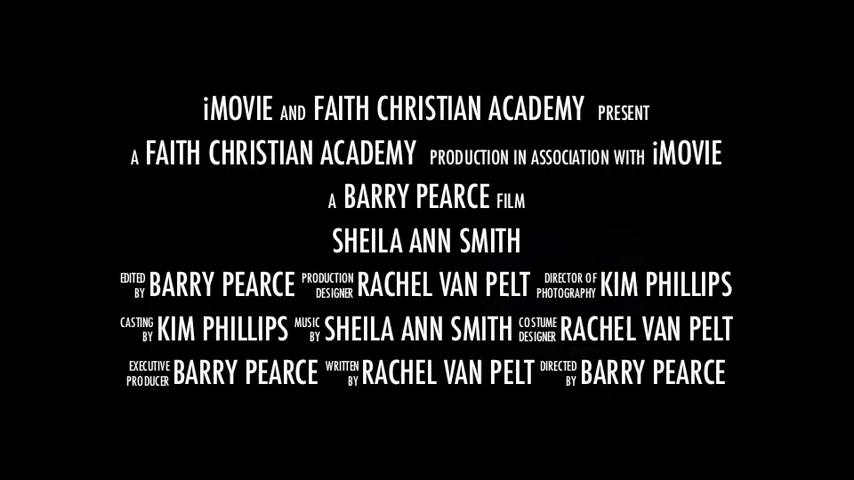 iMOVIE AND FAITH CHRISTIAN ACADEMY PRESENT
A FAITH CHRISTIAN ACADEMY PRODUCTION IN ASSOCIATION WITH iMOVIE
A BARRY PEARCE FILM
SHEILA ANN SMITH
EDITED BY BARRY PEARCE PRODUCTION DESIGNER RACHEL VAN PELT DIRECTOR OF PHOTOGRAPHY KIM PHILLIPS
CASTING BY KIM PHILLIPS MUSIC BY SHEILA ANN SMITH COSTUME DESIGNER RACHEL VAN PELT
EXECUTIVE PRODUCER BARRY PEARCE WRITTEN BY RACHEL VAN PELT DIRECTED BY BARRY PEARCE